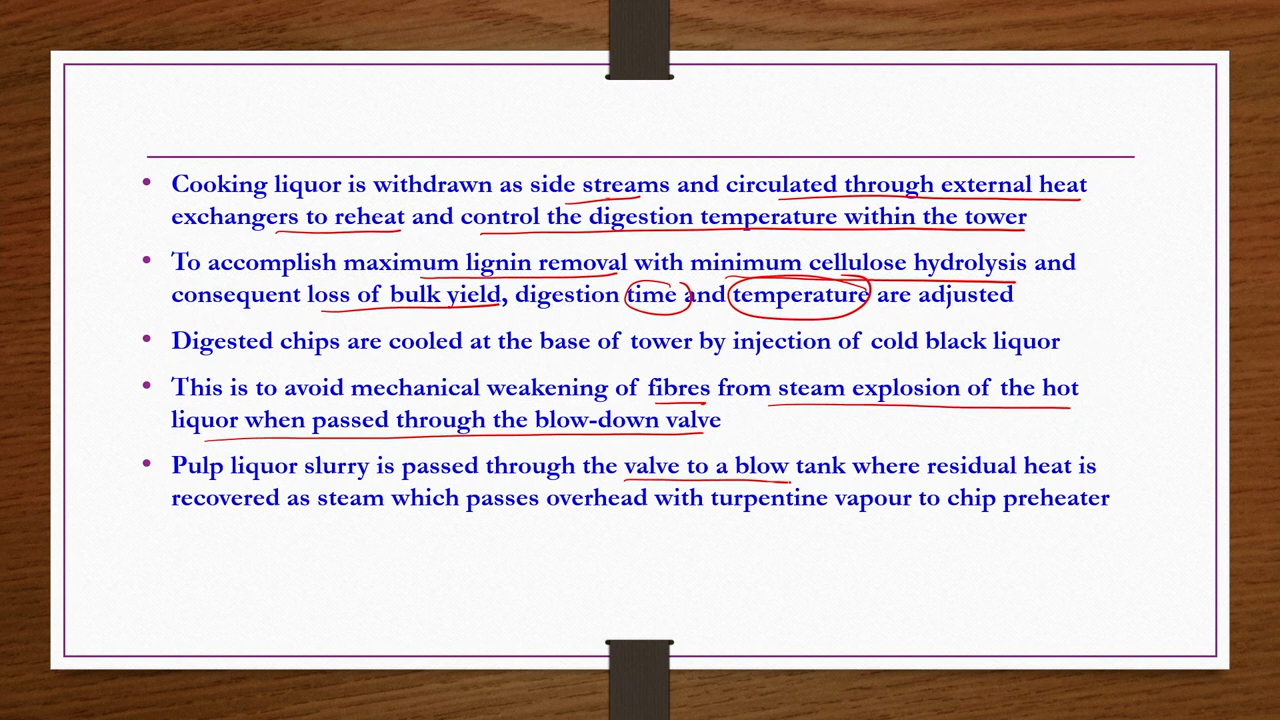 • Cooking liquor is withdrawn as side streams and circulated through external heat
exchangers to reheat and control the digestion temperature within the tower
• To accomplish maximum lignin removal with minimum cellulose hydrolysis and
consequent loss of bulk yield, digestion time and temperature are adjusted
• Digested chips are cooled at the base of tower by injection of cold black liquor
• This is to avoid mechanical weakening of fibres from steam explosion of the hot
liquor when passed through the blow-down valve
• Pulp liquor slurry is passed through the valve to a blow tank where residual heat is
recovered as steam which passes overhead with turpentine vapour to chip preheater